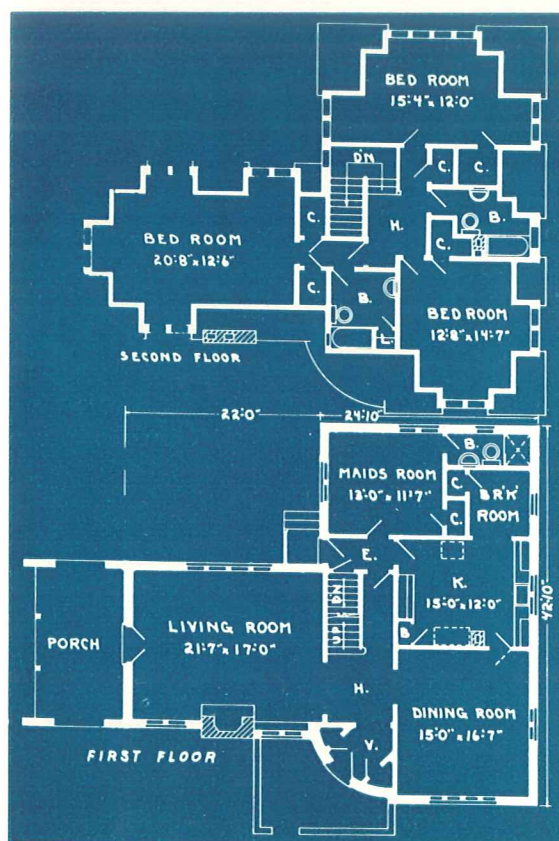 BED ROOM
15'-4" x 12'-0"
D'N
C.
C.
B.
H.
C.
C.
BED ROOM
20'-8" x 12'-6"
C.
B.
BED ROOM
12'-8" x 14'-7"
SECOND FLOOR
22'-0"
24'-10"
B.
MAIDS ROOM
13'-0" x 11'-7"
C.
BR'K'
ROOM
C.
E.
K.
15'-0" x 12'-0"
42'-10"
D'N
UP
B
LIVING ROOM
21'-7" x 17'-0"
PORCH
H.
DINING ROOM
15'-0" x 16'-7"
V.
FIRST FLOOR